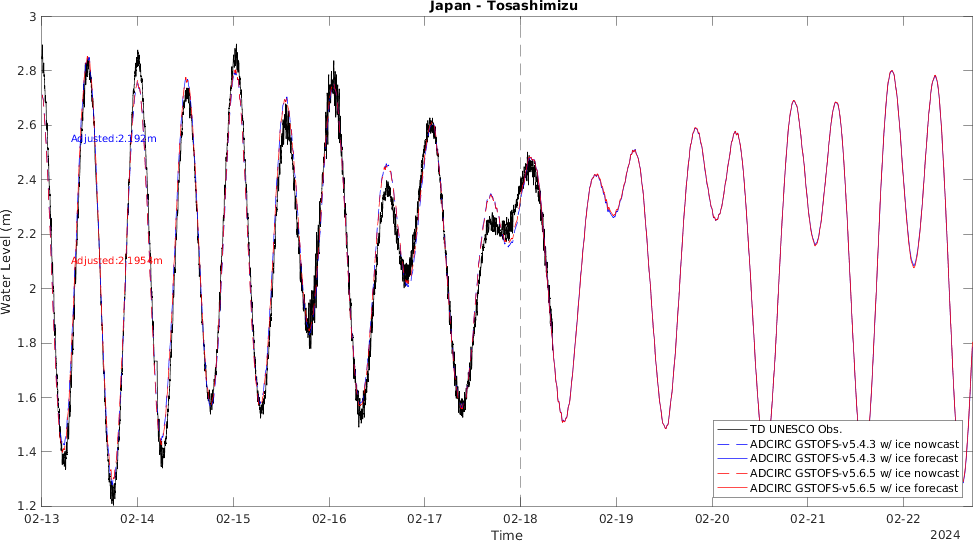 Japan - Tosashimizu
3
2.8
2.6
2.4
2.2
2
1.8
1.6
1.4
1.2
Water Level (m)
Adjusted:2.192m
Adjusted:2.1954m
TD UNESCO Obs.
ADCIRC GSTOFS-v5.4.3 w/ ice nowcast
ADCIRC GSTOFS-v5.4.3 w/ ice forecast
ADCIRC GSTOFS-v5.6.5 w/ ice nowcast
ADCIRC GSTOFS-v5.6.5 w/ ice forecast
02-13 02-14 02-15 02-16 02-17 02-18 02-19 02-20 02-21 02-22
Time
2024